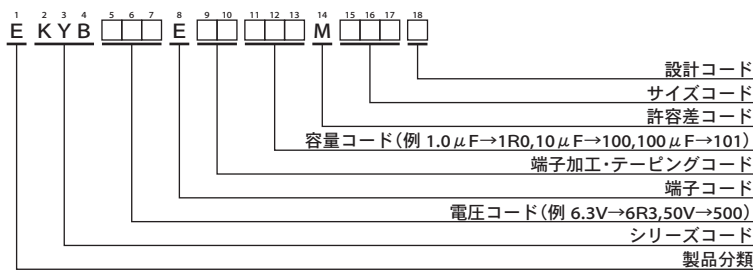 1 2 3 4 5 6 7 8 9 10 11 12 13 14 15 16 17 18
E K Y B □□□ E □□ □□□ M □□□ □
設計コード
サイズコード
許容差コード
容量コード(例 1.0μF→1R0,10μF→100,100μF→101)
端子加工・テーピングコード
端子コード
電圧コード(例 6.3V→6R3,50V→500)
シリーズコード
製品分類